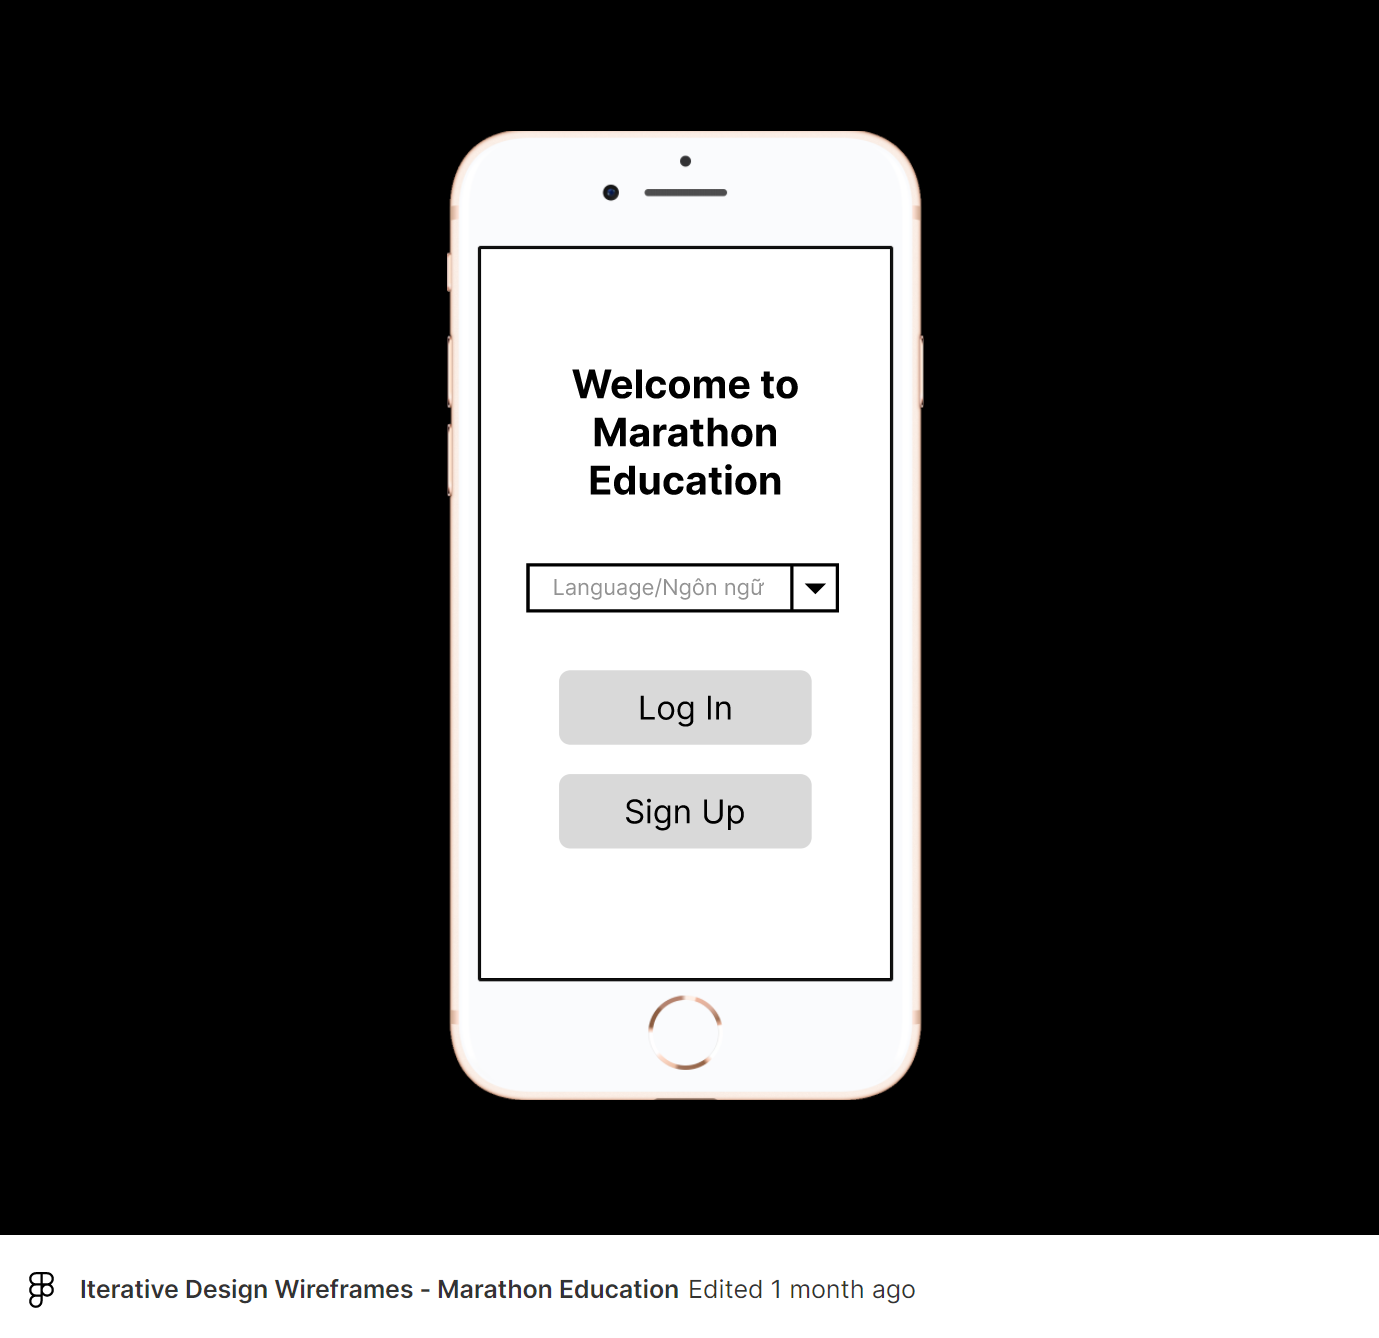 Welcome to
Marathon
Education
Language/Ngôn ngữ
Log In
Sign Up
Iterative Design Wireframes - Marathon Education Edited 1 month ago